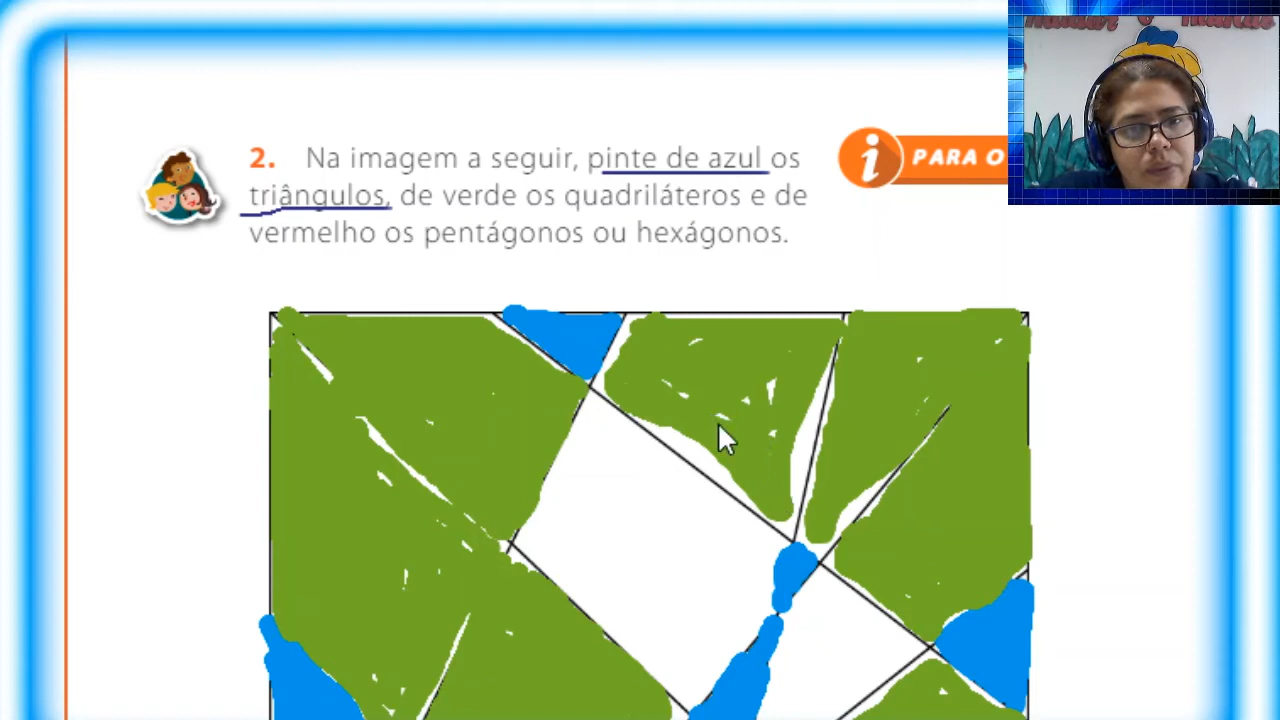 2. Na imagem a seguir, pinte de azul os
triângulos, de verde os quadriláteros e de
vermelho os pentágonos ou hexágonos.
i PARA O